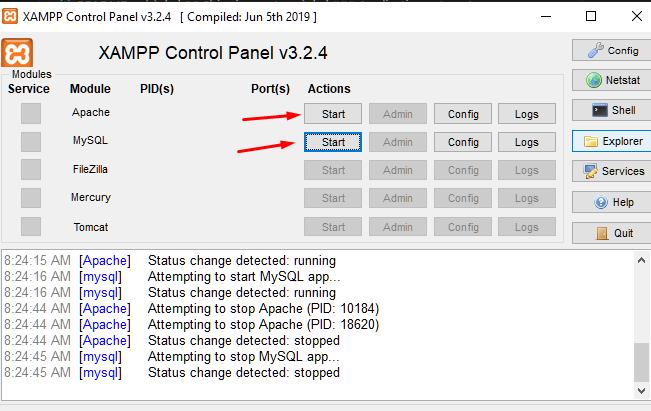 XAMPP Control Panel v3.2.4 [ Compiled: Jun 5th 2019 ]
XAMPP Control Panel v3.2.4
Config
Modules
Service Module PID(s) Port(s) Actions
Netstat
Apache Start Admin Config Logs
Shell
MySQL Start Admin Config Logs
Explorer
FileZilla Start Admin Config Logs
Services
Mercury Start Admin Config Logs
Help
Tomcat Start Admin Config Logs
Quit
8:24:15 AM [Apache] Status change detected: running
8:24:16 AM [mysql] Attempting to start MySQL app...
8:24:16 AM [mysql] Status change detected: running
8:24:44 AM [Apache] Attempting to stop Apache (PID: 10184)
8:24:44 AM [Apache] Attempting to stop Apache (PID: 18620)
8:24:44 AM [Apache] Status change detected: stopped
8:24:45 AM [mysql] Attempting to stop MySQL app...
8:24:45 AM [mysql] Status change detected: stopped